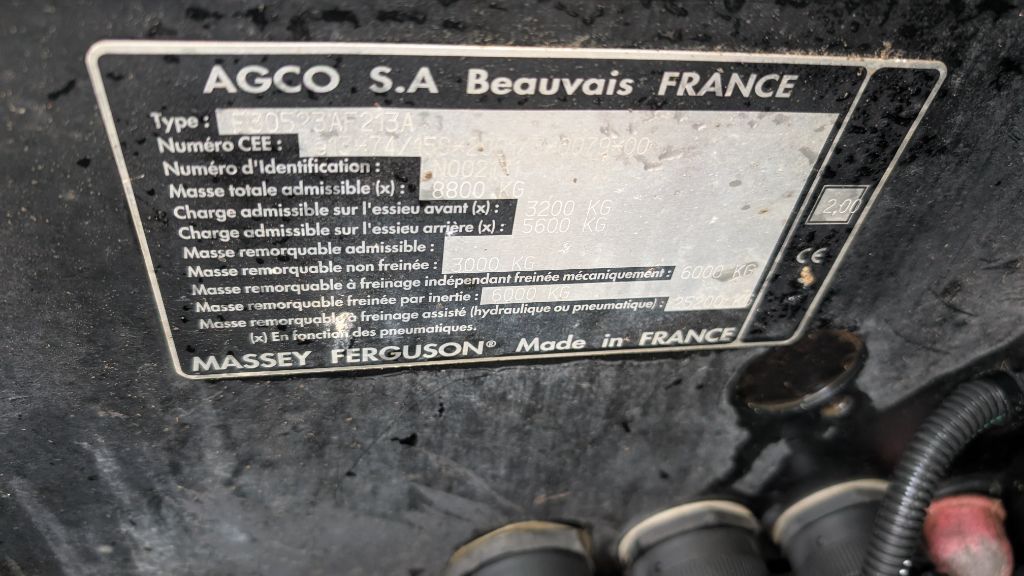 AGCO S.A Beauvais FRANCE
Type :
Numéro CEE :
Numéro d'Identification :
Masse totale admissible (x) : 8800 KG
Charge admissible sur l'essieu avant (x) : 3200 KG
Charge admissible sur l'essieu arrière (x) : 5600 KG
Masse remorquable admissible :
Masse remorquable non freinée : 3000 KG
Masse remorquable à freinage indépendant freinée mécaniquement : 6000 KG
Masse remorquable freinée par inertie : 6000 KG
Masse remorquable à freinage assisté (hydraulique ou pneumatique) : 25200 KG
(x) En fonction des pneumatiques.
MASSEY FERGUSON® Made in FRANCE
2,00
CE